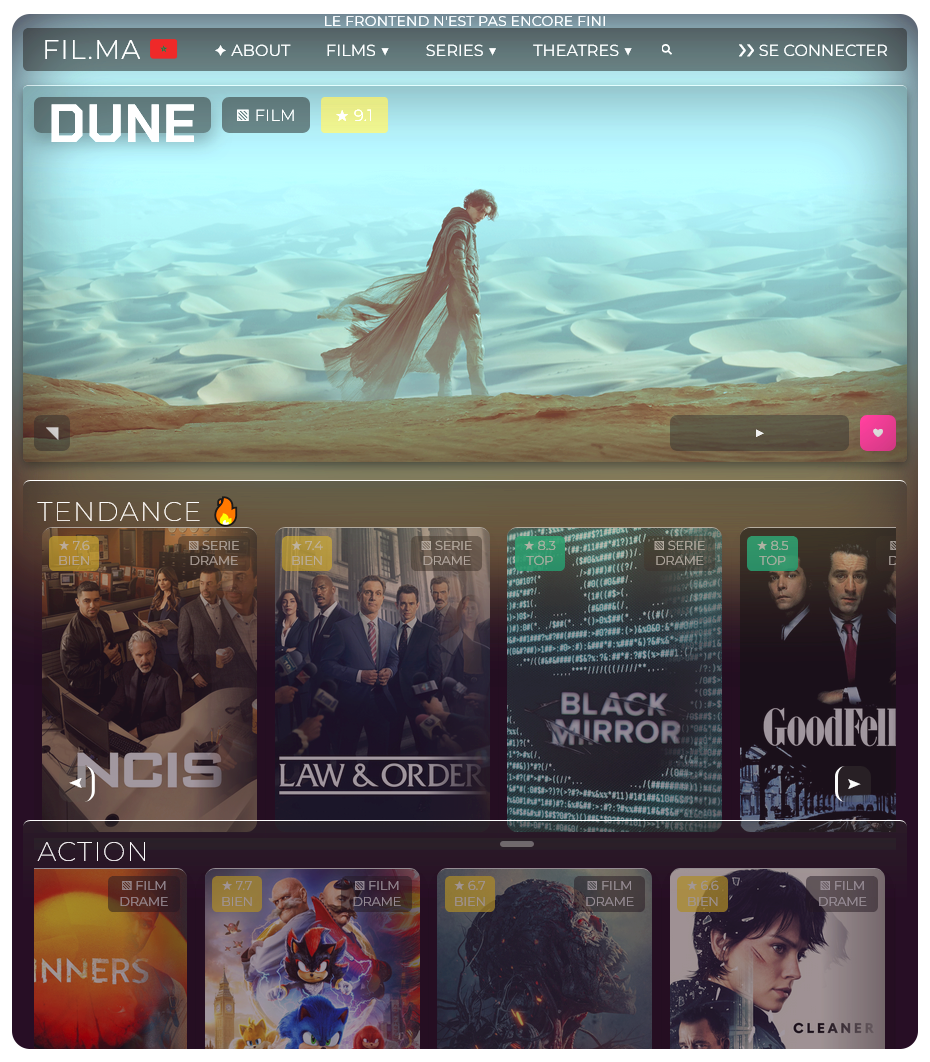 LE FRONTEND N'EST PAS ENCORE FINI
FIL.MA ✦ ABOUT FILMS ▼ SERIES ▼ THEATRES ▼ SE CONNECTER
DUNE FILM ★ 9.1
TENDANCE 🔥
★ 7.6 BIEN
SERIE DRAME
NCIS
★ 7.4 BIEN
SERIE DRAME
LAW & ORDER
★ 8.3 TOP
SERIE DRAME
BLACK
MIRROR
★ 8.5 TOP
GoodFell
ACTION
FILM DRAME
INNERS
★ 7.7 BIEN
FILM DRAME
★ 6.7 BIEN
FILM DRAME
★ 6.6 BIEN
FILM DRAME
CLEANER